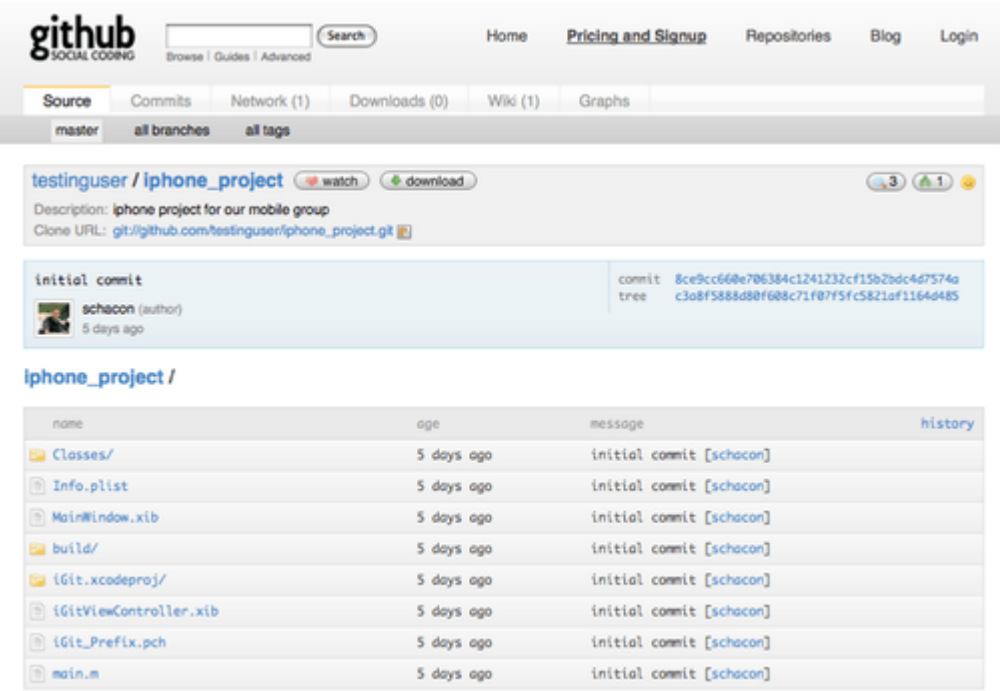 github
SOCIAL CODING
Search
Browse | Guides | Advanced
Home Pricing and Signup Repositories Blog Login
Source Commits Network (1) Downloads (0) Wiki (1) Graphs
master all branches all tags
testinguser / iphone_project watch download 3 1
Description: iphone project for our mobile group
Clone URL: git://github.com/testinguser/iphone_project.git
initial commit
schacon (author)
5 days ago
commit 8ce9cc660e706384c1241232cf15b2bdc4d7574a
tree c3a8f5888d80f608c71f07f5fc5821af1164d485
iphone_project /
name age message history
Classes/ 5 days ago initial commit [schacon]
Info.plist 5 days ago initial commit [schacon]
MainWindow.xib 5 days ago initial commit [schacon]
build/ 5 days ago initial commit [schacon]
iGit.xcodeproj/ 5 days ago initial commit [schacon]
iGitViewController.xib 5 days ago initial commit [schacon]
iGit_Prefix.pch 5 days ago initial commit [schacon]
main.m 5 days ago initial commit [schacon]